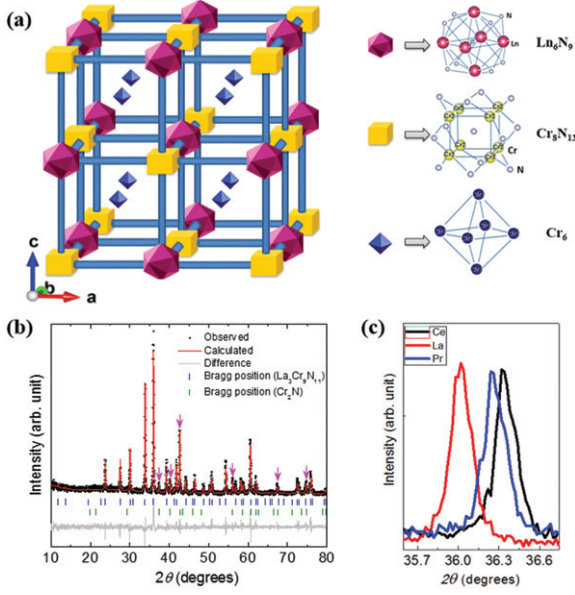 (a)
N
Ln
Ln₆N₉
Cr
N
Cr₈N₁₃
Cr₆
c
b
a
(b)
Observed
Calculated
Difference
Bragg position (La₃Cr₉N₁₁)
Bragg position (Cr₂N)
Intensity (arb. unit)
10 20 30 40 50 60 70 80
2θ (degrees)
(c)
Ce
La
Pr
Intensity (arb. unit)
35.7 36.0 36.3 36.6
2θ (degrees)